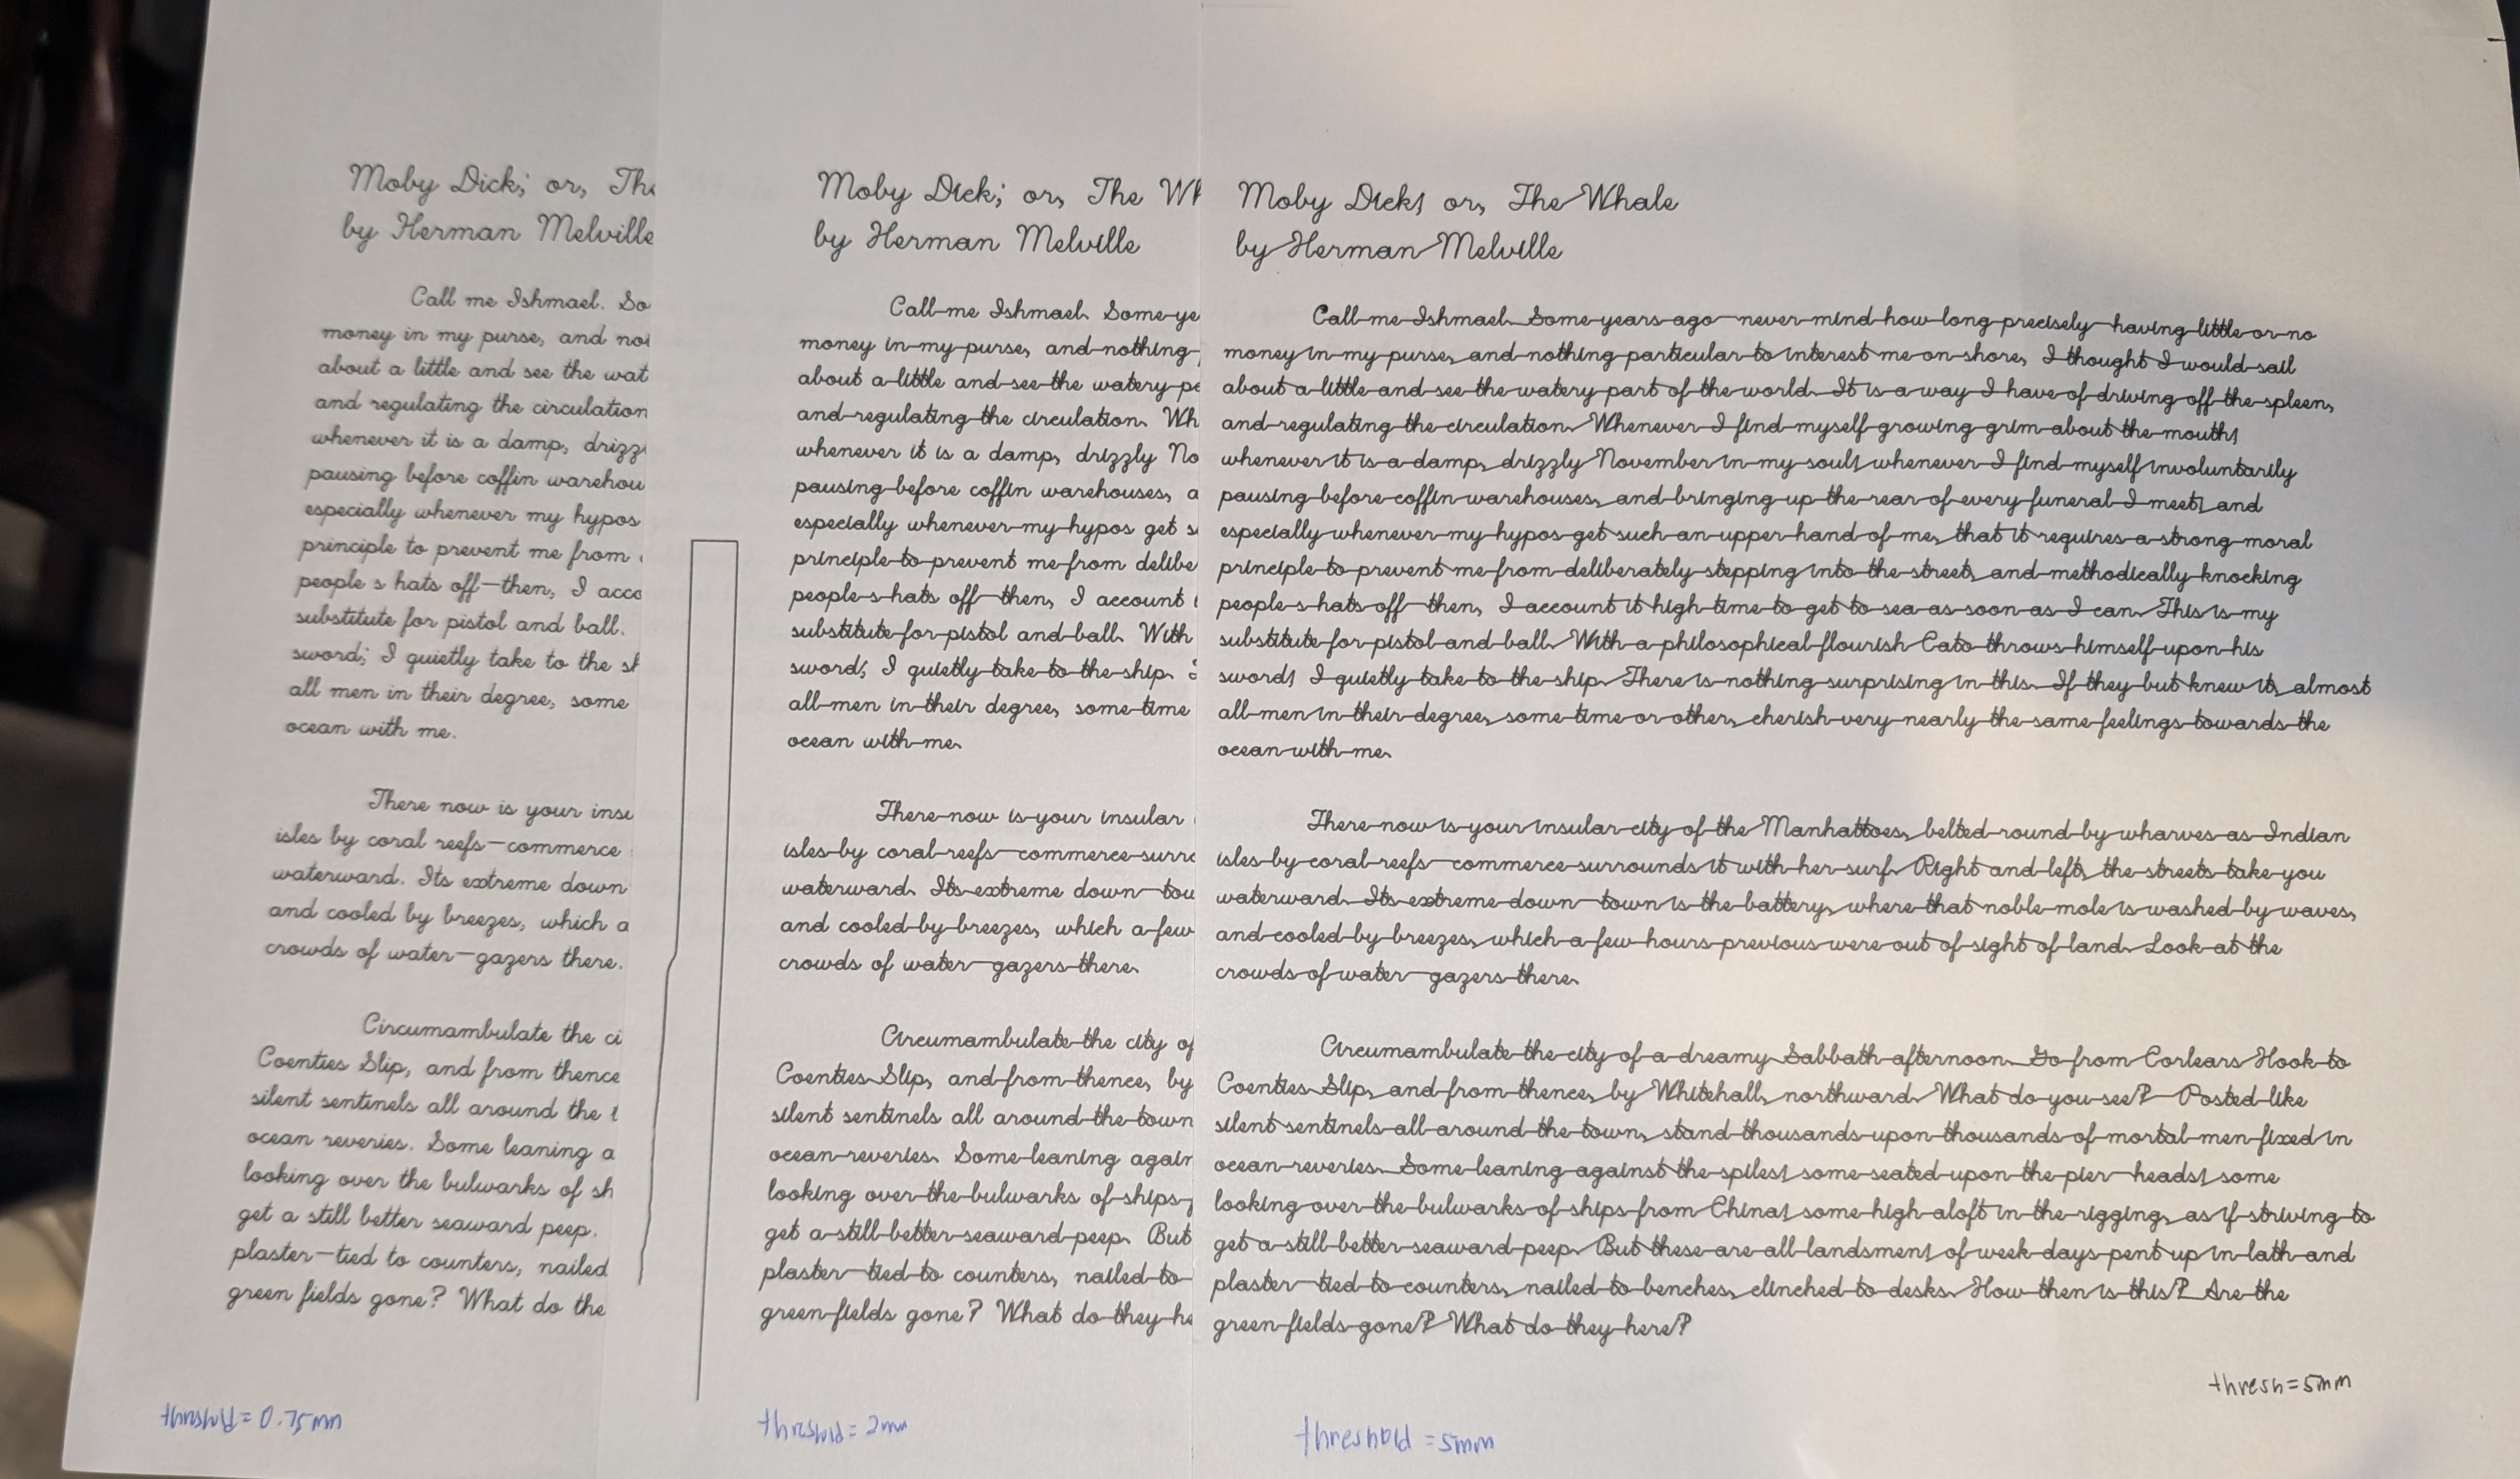 Moby Dick; or, The
by Herman Melville
Call me Ishmael. So
money in my purse, and not
about a little and see the wat
and regulating the circulation
whenever it is a damp, drizz
pausing before coffin warehou
especially whenever my hypos
principle to prevent me from
people s hats off—then, I acco
substitute for pistol and ball.
sword; I quietly take to the sh
all men in their degree, some
ocean with me.
There now is your insu
isles by coral reefs—commerce
waterward. Its extreme down
and cooled by breezes, which a
crowds of water—gazers there.
Circumambulate the ci
Coenties Slip, and from thence
silent sentinels all around the t
ocean reveries. Some leaning a
looking over the bulwarks of sh
get a still better seaward peep.
plaster—tied to counters, nailed
green fields gone? What do the
threshold = 0.75mm
Moby Dick; or, The Wh
by Herman Melville
Call me Ishmael. Some ye
money in my purse, and nothing
about a little and see the watery pa
and regulating the circulation. Wh
whenever it is a damp, drizzly No
pausing before coffin warehouses, a
especially whenever my hypos get s
principle to prevent me from delibe
people s hats off—then, I account
substitute for pistol and ball. With
sword; I quietly take to the ship.
all men in their degree, some time
ocean with me.
There now is your insular
isles by coral reefs—commerce surro
waterward. Its extreme down—tow
and cooled by breezes, which a few
crowds of water—gazers there.
Circumambulate the city of
Coenties Slip, and from thence, by
silent sentinels all around the town
ocean reveries. Some leaning again
looking over the bulwarks of ships
get a still better seaward peep. But
plaster—tied to counters, nailed to
green fields gone? What do they he
threshold = 2mm
Moby Dick; or, The Whale
by Herman Melville
Call me Ishmael. Some years ago—never mind how long precisely—having little or no
money in my purse, and nothing particular to interest me on shore, I thought I would sail
about a little and see the watery part of the world. It is a way I have of driving off the spleen,
and regulating the circulation. Whenever I find myself growing grim about the mouth;
whenever it is a damp, drizzly November in my soul; whenever I find myself involuntarily
pausing before coffin warehouses, and bringing up the rear of every funeral I meet; and
especially whenever my hypos get such an upper hand of me, that it requires a strong moral
principle to prevent me from deliberately stepping into the street, and methodically knocking
people s hats off—then, I account it high time to get to sea as soon as I can. This is my
substitute for pistol and ball. With a philosophical flourish Cato throws himself upon his
sword; I quietly take to the ship. There is nothing surprising in this. If they but knew it, almost
all men in their degree, some time or other, cherish very nearly the same feelings towards the
ocean with me.
There now is your insular city of the Manhattoes, belted round by wharves as Indian
isles by coral reefs—commerce surrounds it with her surf. Right and left, the streets take you
waterward. Its extreme down—town is the battery, where that noble mole is washed by waves,
and cooled by breezes, which a few hours previous were out of sight of land. Look at the
crowds of water—gazers there.
Circumambulate the city of a dreamy Sabbath afternoon. Go from Corlears Hook to
Coenties Slip, and from thence, by Whitehall, northward. What do you see?—Posted like
silent sentinels all around the town, stand thousands upon thousands of mortal men fixed in
ocean reveries. Some leaning against the spiles; some seated upon the pier—heads; some
looking over the bulwarks of ships from China; some high aloft in the rigging, as if striving to
get a still better seaward peep. But these are all landsmen; of week days pent up in lath and
plaster—tied to counters, nailed to benches, clinched to desks. How then is this? Are the
green fields gone? What do they here?
thresh=5mm
threshold = 5mm